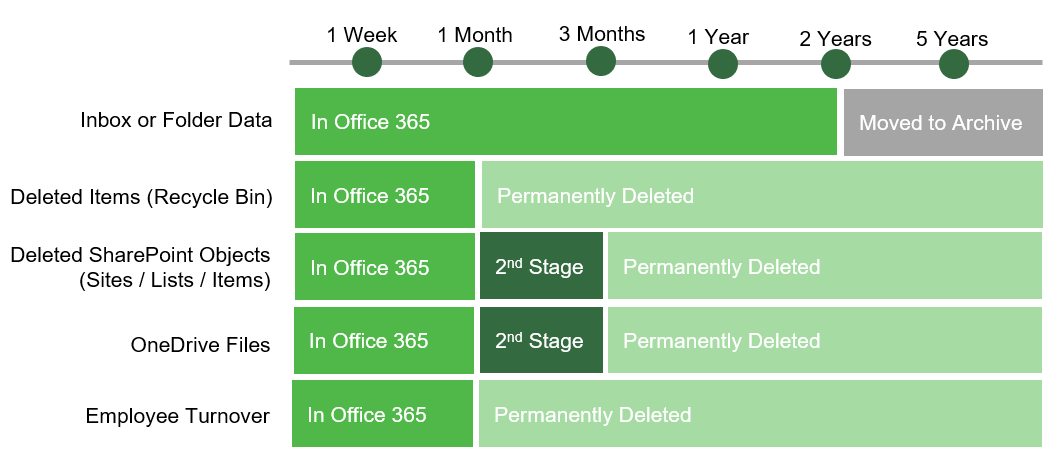 1 Week 1 Month 3 Months 1 Year 2 Years 5 Years
Inbox or Folder Data In Office 365 Moved to Archive
Deleted Items (Recycle Bin) In Office 365 Permanently Deleted
Deleted SharePoint Objects
(Sites / Lists / Items) In Office 365 2nd Stage Permanently Deleted
OneDrive Files In Office 365 2nd Stage Permanently Deleted
Employee Turnover In Office 365 Permanently Deleted